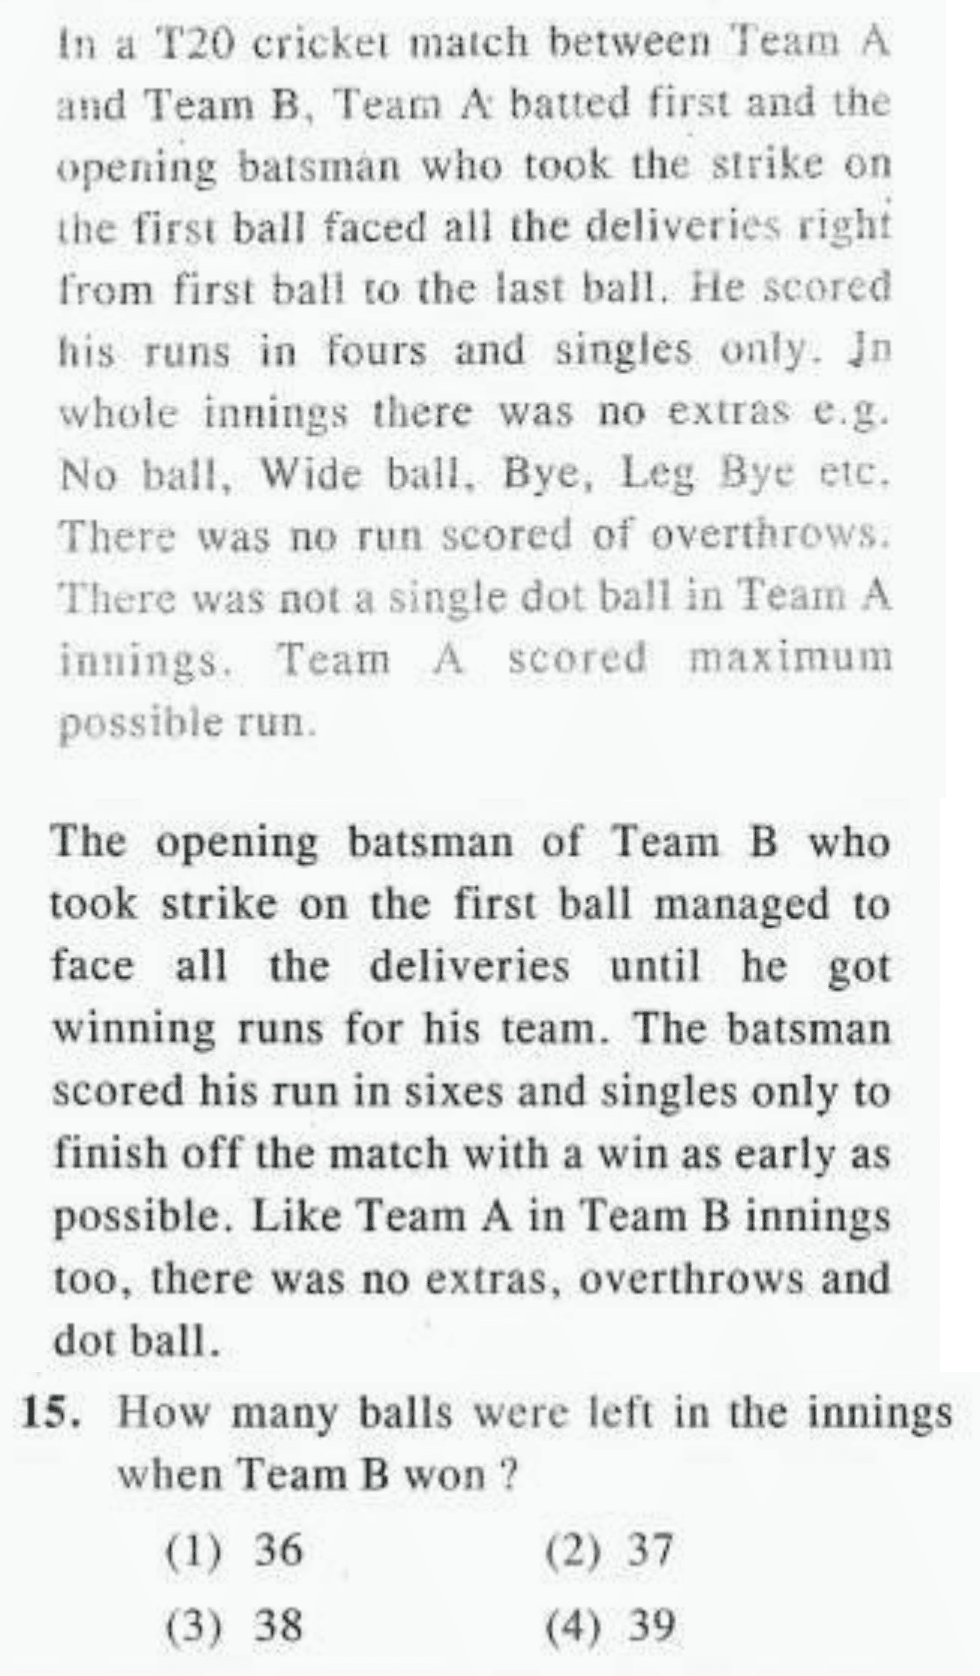 In a T20 cricket match between Team A
and Team B, Team A batted first and the
opening batsman who took the strike on
the first ball faced all the deliveries right
from first ball to the last ball. He scored
his runs in fours and singles only. In
whole innings there was no extras e.g.
No ball, Wide ball, Bye, Leg Bye etc.
There was no run scored of overthrows.
There was not a single dot ball in Team A
innings. Team A scored maximum
possible run.
The opening batsman of Team B who
took strike on the first ball managed to
face all the deliveries until he got
winning runs for his team. The batsman
scored his run in sixes and singles only to
finish off the match with a win as early as
possible. Like Team A in Team B innings
too, there was no extras, overthrows and
dot ball.
15. How many balls were left in the innings
when Team B won ?
(1) 36 (2) 37
(3) 38 (4) 39